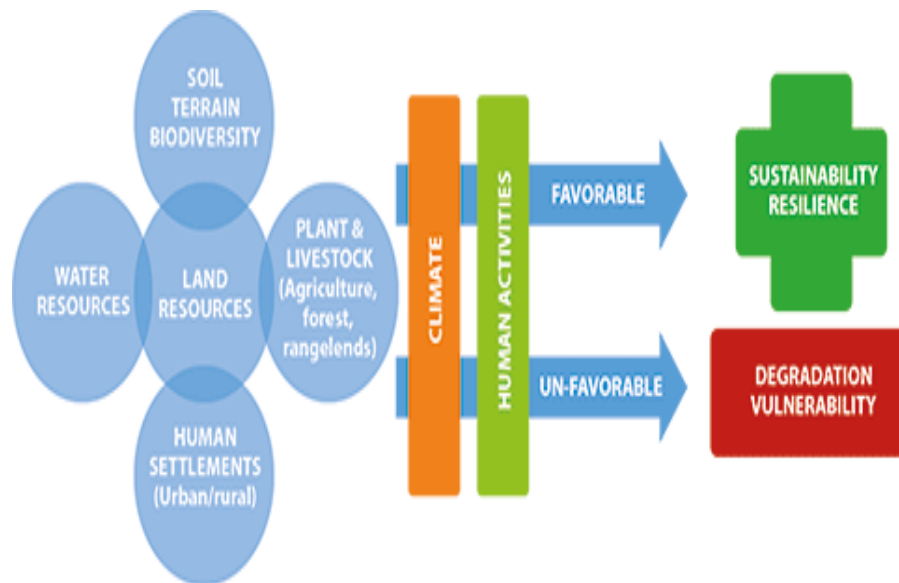 SOIL
TERRAIN
BIODIVERSITY
WATER
RESOURCES
LAND
RESOURCES
PLANT &
LIVESTOCK
(Agriculture,
forest,
rangelends)
HUMAN
SETTLEMENTS
(Urban/rural)
CLIMATE
HUMAN ACTIVITIES
FAVORABLE
UN-FAVORABLE
SUSTAINABILITY
RESILIENCE
DEGRADATION
VULNERABILITY